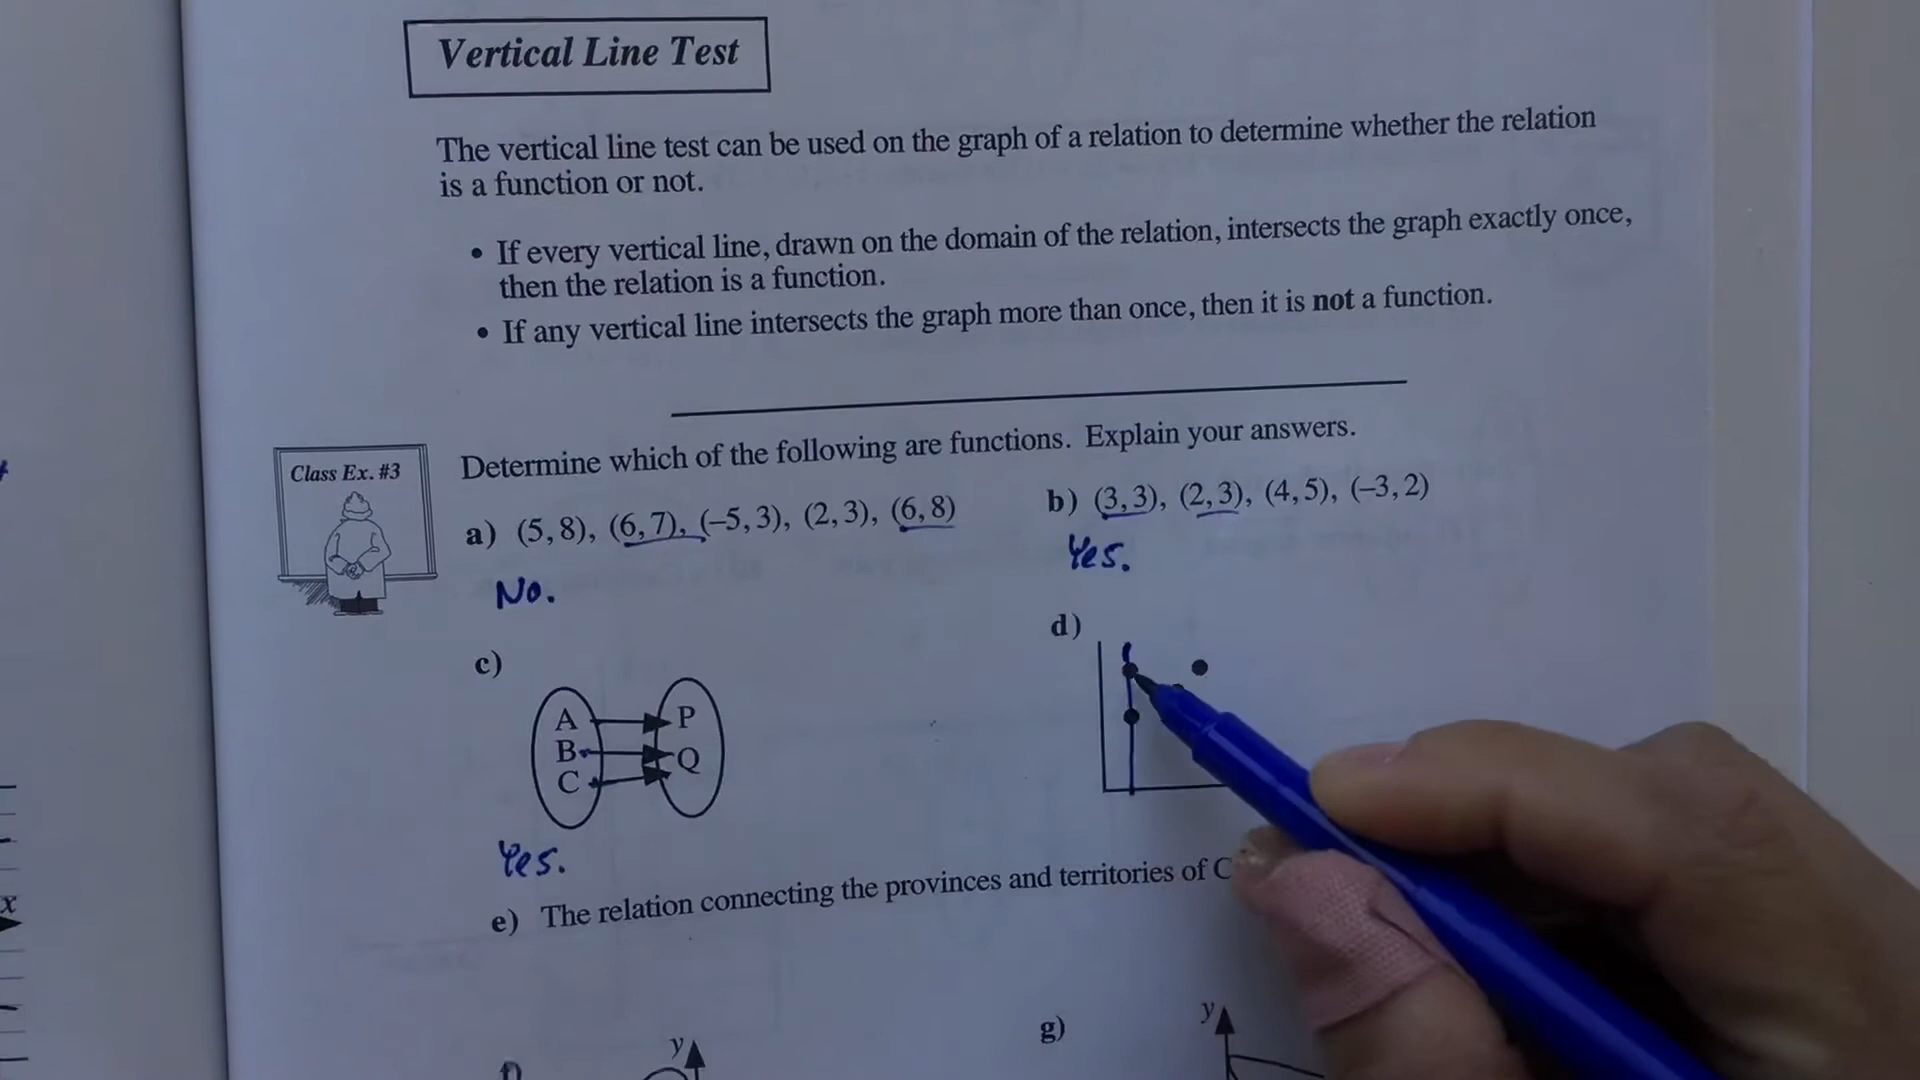 Vertical Line Test
The vertical line test can be used on the graph of a relation to determine whether the relation
is a function or not.
• If every vertical line, drawn on the domain of the relation, intersects the graph exactly once,
then the relation is a function.
• If any vertical line intersects the graph more than once, then it is not a function.
Class Ex. #3
Determine which of the following are functions. Explain your answers.
a) (5, 8), (6, 7), (–5, 3), (2, 3), (6, 8)
b) (3, 3), (2, 3), (4, 5), (–3, 2)
No.
Yes.
c)
d)
A P
B Q
C
Yes.
e) The relation connecting the provinces and territories of
x
g)
y
y